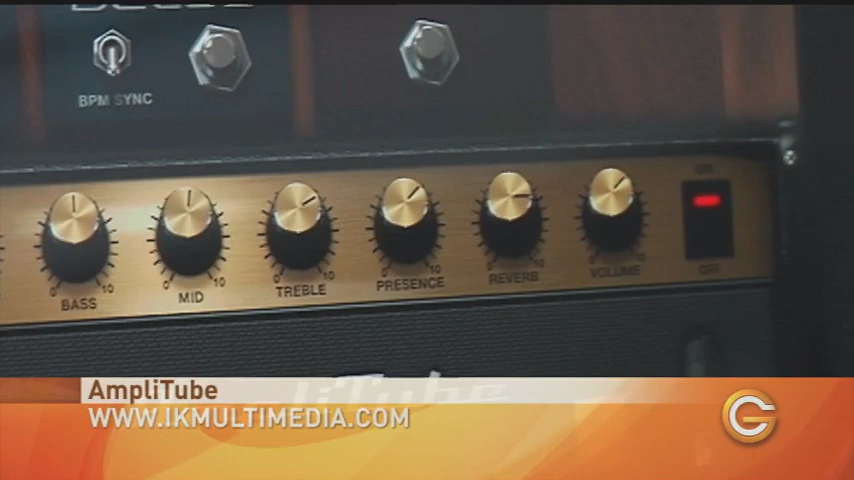 BPM SYNC
ON
0 10 0 10 0 10 0 10 0 10 0 10
BASS MID TREBLE PRESENCE REVERB VOLUME OFF
AmpliTube
WWW.IKMULTIMEDIA.COM
G